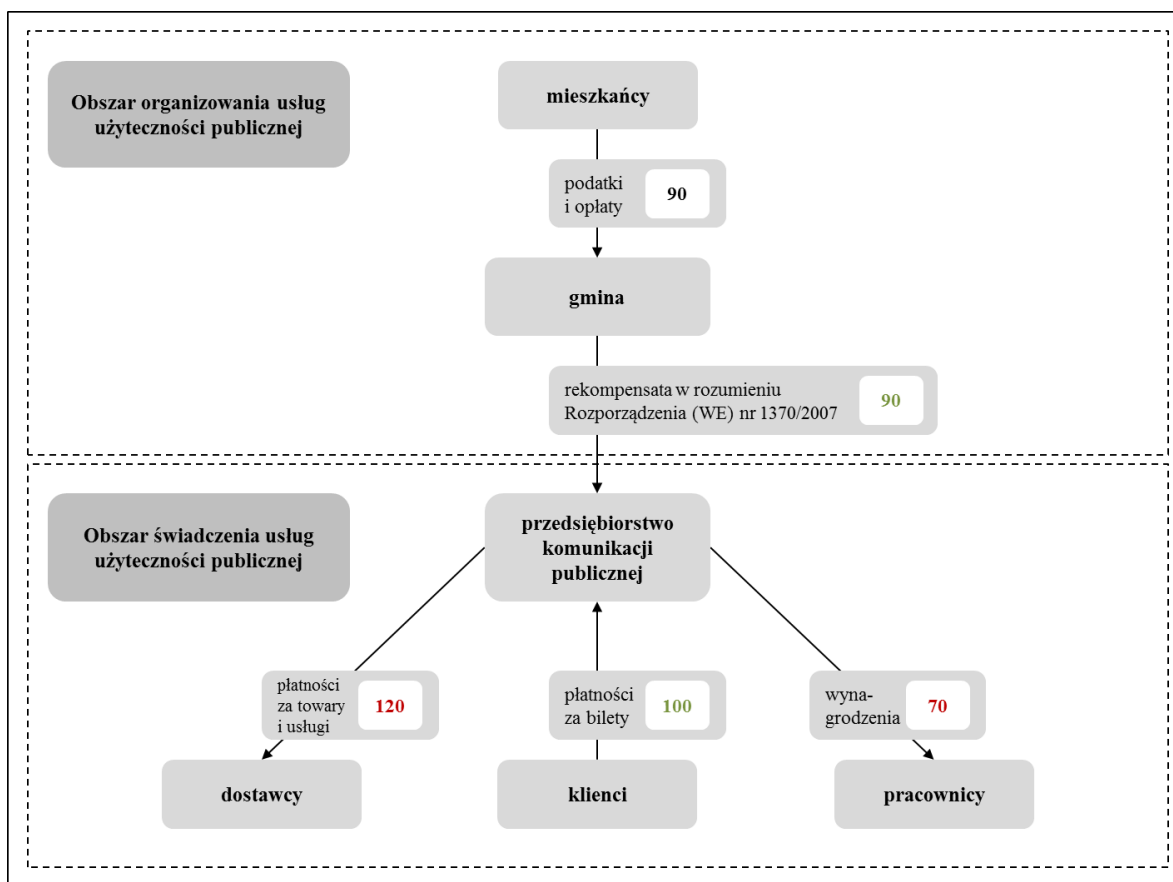 Obszar organizowania usług
użyteczności publicznej
mieszkańcy
podatki
i opłaty
90
gmina
rekompensata w rozumieniu
Rozporządzenia (WE) nr 1370/2007
90
Obszar świadczenia usług
użyteczności publicznej
przedsiębiorstwo
komunikacji
publicznej
płatności
za towary
i usługi
120
płatności
za bilety
100
wyna-
grodzenia
70
dostawcy
klienci
pracownicy